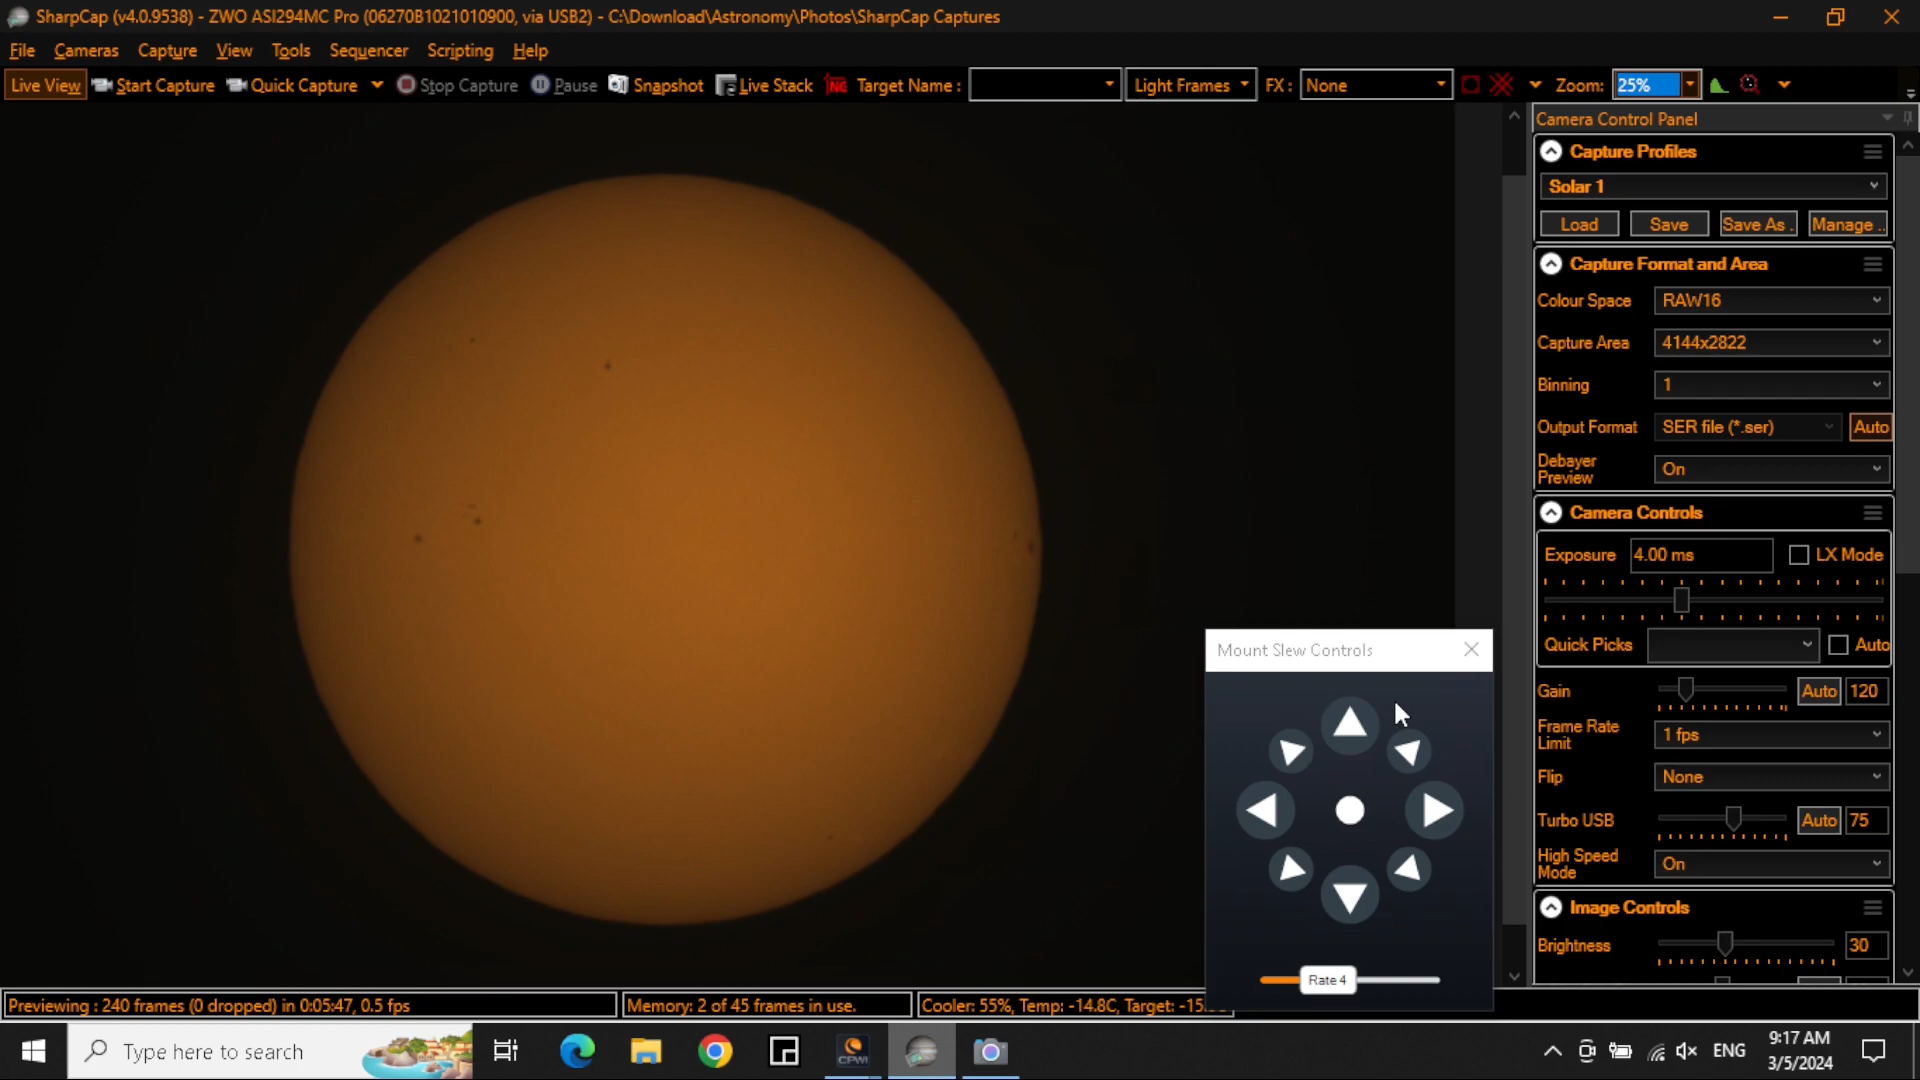 SharpCap (v4.0.9538) - ZWO ASI294MC Pro (06270B1021010900, via USB2) - C:\Download\Astronomy\Photos\SharpCap Captures
File Cameras Capture View Tools Sequencer Scripting Help
Live View Start Capture Quick Capture Stop Capture Pause Snapshot Live Stack Target Name : Light Frames FX : None Zoom: 25%
Camera Control Panel
Capture Profiles
Solar 1
Load Save Save As . Manage ..
Capture Format and Area
Colour Space RAW16
Capture Area 4144x2822
Binning 1
Output Format SER file (*.ser) Auto
Debayer Preview On
Camera Controls
Exposure 4.00 ms LX Mode
Quick Picks Auto
Gain Auto 120
Frame Rate Limit 1 fps
Flip None
Turbo USB Auto 75
High Speed Mode On
Image Controls
Brightness 30
Mount Slew Controls
Rate 4
Previewing : 240 frames (0 dropped) in 0:05:47, 0.5 fps
Memory: 2 of 45 frames in use.
Cooler: 55%, Temp: -14.8C, Target: -15
Type here to search
CPWI
ENG
9:17 AM
3/5/2024